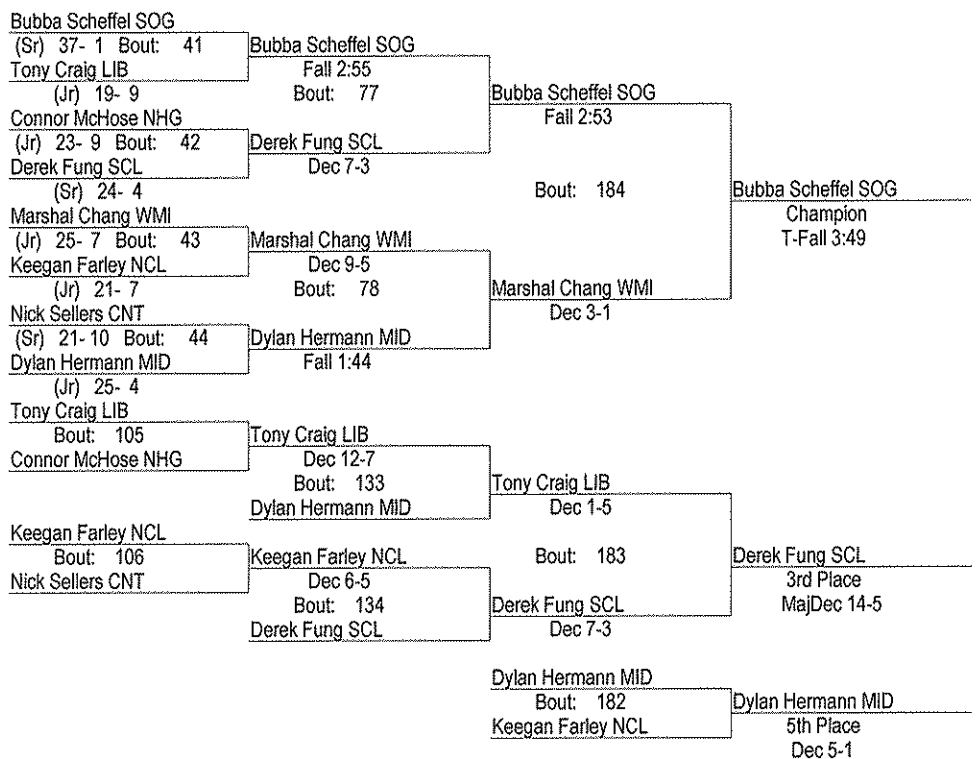 Bubba Scheffel SOG
(Sr) 37- 1 Bout: 41
Tony Craig LIB
(Jr) 19- 9
Connor McHose NHG
(Jr) 23- 9 Bout: 42
Derek Fung SCL
(Sr) 24- 4
Marshal Chang WMI
(Jr) 25- 7 Bout: 43
Keegan Farley NCL
(Jr) 21- 7
Nick Sellers CNT
(Sr) 21- 10 Bout: 44
Dylan Hermann MID
(Jr) 25- 4
Bubba Scheffel SOG
Fall 2:55
Bout: 77
Derek Fung SCL
Dec 7-3
Marshal Chang WMI
Dec 9-5
Bout: 78
Dylan Hermann MID
Fall 1:44
Bubba Scheffel SOG
Fall 2:53
Bout: 184
Marshal Chang WMI
Dec 3-1
Bubba Scheffel SOG
Champion
T-Fall 3:49
Tony Craig LIB
Bout: 105
Connor McHose NHG
Keegan Farley NCL
Bout: 106
Nick Sellers CNT
Tony Craig LIB
Dec 12-7
Bout: 133
Dylan Hermann MID
Keegan Farley NCL
Dec 6-5
Bout: 134
Derek Fung SCL
Tony Craig LIB
Dec 1-5
Bout: 183
Derek Fung SCL
Dec 7-3
Derek Fung SCL
3rd Place
MajDec 14-5
Dylan Hermann MID
Bout: 182
Keegan Farley NCL
Dylan Hermann MID
5th Place
Dec 5-1